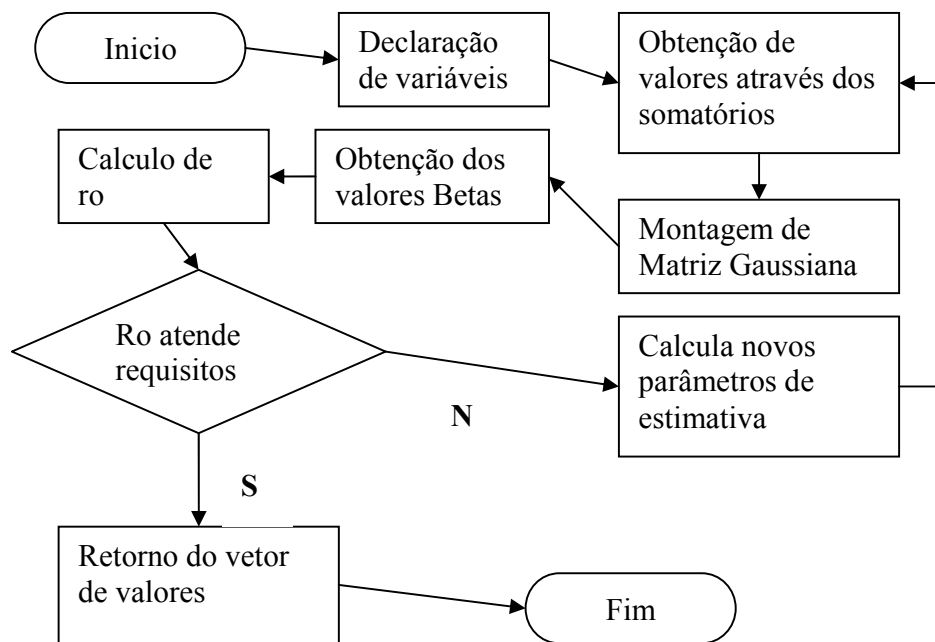 Inicio
Declaração
de variáveis
Obtenção de
valores através dos
somatórios
Calculo de
ro
Obtenção dos
valores Betas
Montagem de
Matriz Gaussiana
Ro atende
requisitos
Calcula novos
parâmetros de
estimativa
N
S
Retorno do vetor
de valores
Fim